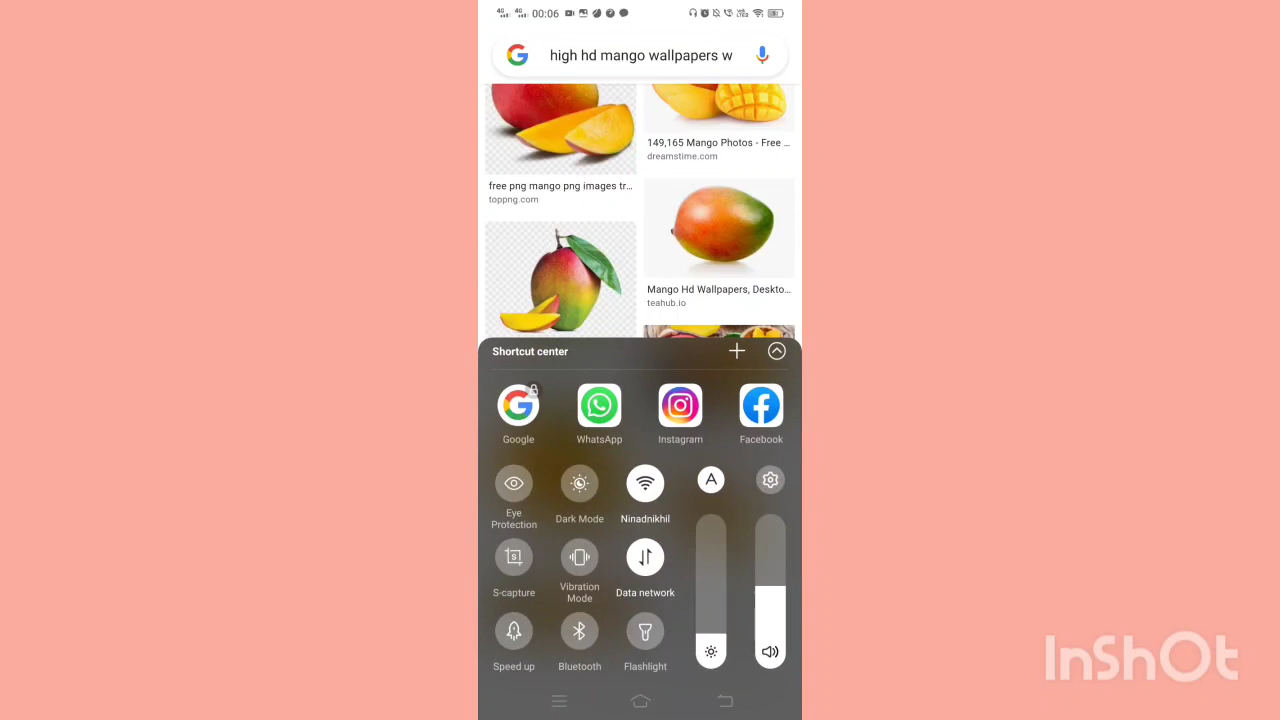 4G 4G 00:06
high hd mango wallpapers w
149,165 Mango Photos - Free ...
dreamstime.com
free png mango png images tr...
toppng.com
Mango Hd Wallpapers, Deskto...
teahub.io
Shortcut center
Google WhatsApp Instagram Facebook
A
Eye
Protection
Dark Mode
Ninadnikhil
S
S-capture
Vibration
Mode
Data network
Speed up
Bluetooth
Flashlight
InShOt